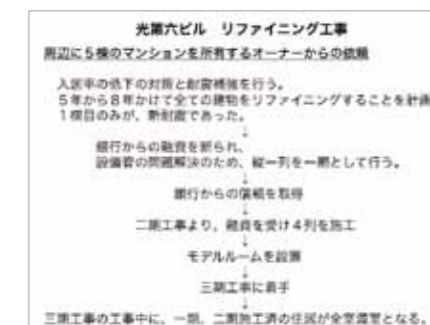 光第六ビル リファイニング工事
周辺に5棟のマンションを所有するオーナーからの依頼
入居率の低下の対策と耐震補強を行う。
5年から8年かけて全ての建物をリファイニングすることを計画
1棟目のみが、新耐震であった。
↓
銀行からの融資を断られ、
設備管の問題解決のため、縦一列を一期として行う。
↓
銀行からの信頼を取得
↓
二期工事より、融資を受け4列を施工
↓
モデルルームを設置
↓
三期工事に着手
↓
三期工事の工事中に、一期、二期施工済の住居が全室満室となる。